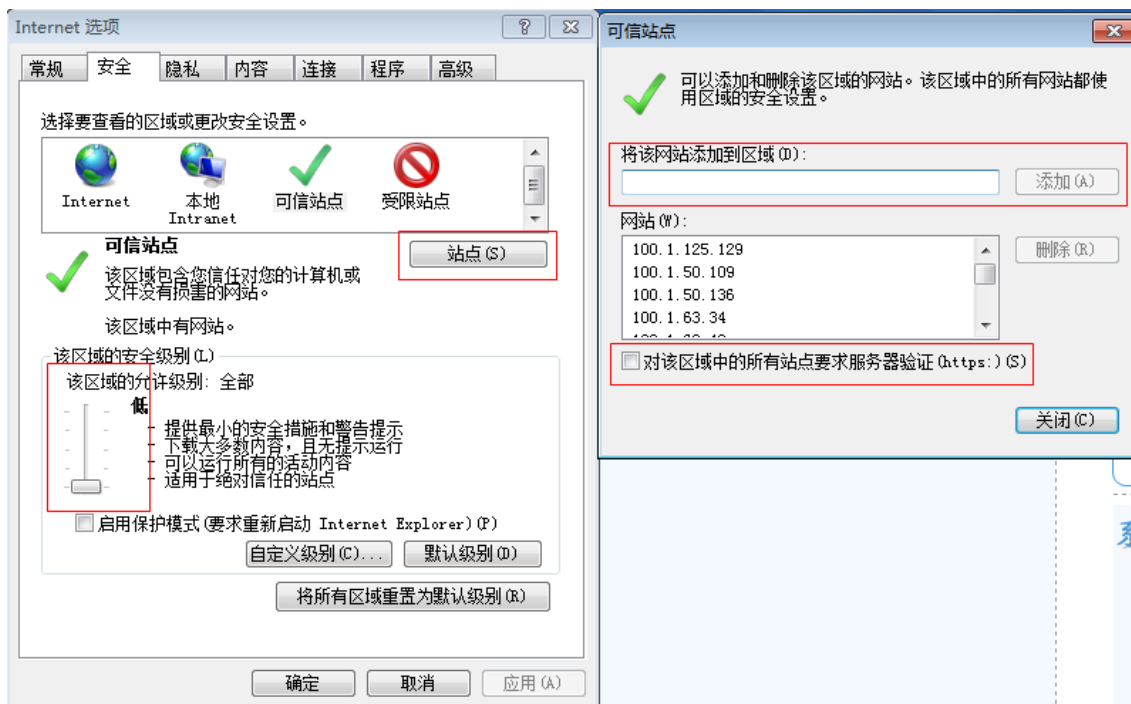 Internet 选项
常规 安全 隐私 内容 连接 程序 高级
选择要查看的区域或更改安全设置。
Internet
本地
Intranet
可信站点
受限站点
可信站点
站点(S)
该区域包含您信任对您的计算机或
文件没有损害的网站。
该区域中有网站。
该区域的安全级别(L)
该区域的允许级别: 全部
低
- 提供最小的安全措施和警告提示
- 下载大多数内容，且无提示运行
- 可以运行所有的活动内容
- 适用于绝对信任的站点
启用保护模式(要求重新启动 Internet Explorer)(P)
自定义级别(C)... 默认级别(D)
将所有区域重置为默认级别(R)
确定 取消 应用(A)
可信站点
可以添加和删除该区域的网站。该区域中的所有网站都使
用区域的安全设置。
将该网站添加到区域(D):
添加(A)
网站(W):
100.1.125.129
100.1.50.109
100.1.50.136
100.1.63.34
删除(R)
对该区域中的所有站点要求服务器验证(https:)(S)
关闭(C)